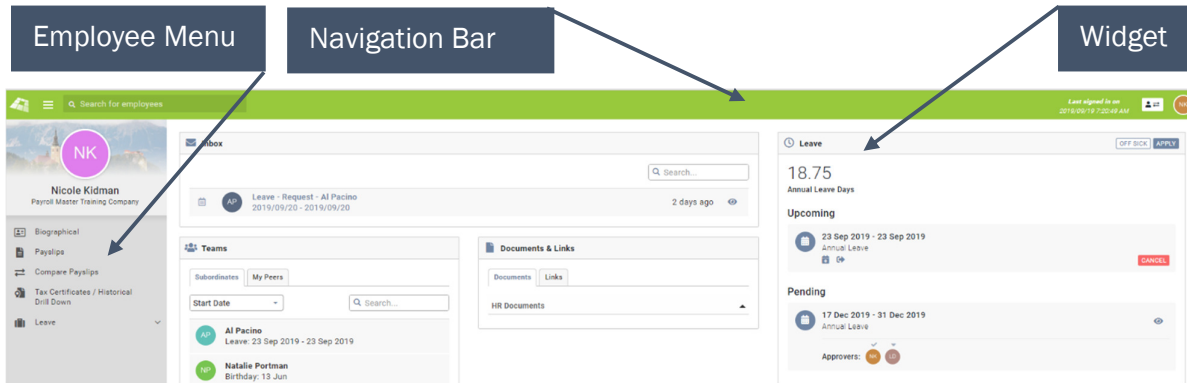 Employee Menu
Navigation Bar
Widget
Search for employees
Last signed in on
2019/09/19 7:20:46 AM
NK
NK
Nicole Kidman
Payroll Master Training Company
Biographical
Payslips
Compare Payslips
Tax Certificates / Historical
Drill Down
Leave
Inbox
Search...
AP
Leave - Request - Al Pacino
2019/09/20 - 2019/09/20
2 days ago
Teams
Subordinates
My Peers
Start Date
Search...
AP
Al Pacino
Leave: 23 Sep 2019 - 23 Sep 2019
NP
Natalie Portman
Birthday: 13 Jun
Documents & Links
Documents
Links
HR Documents
Leave
OFF SICK
APPLY
18.75
Annual Leave Days
Upcoming
23 Sep 2019 - 23 Sep 2019
Annual Leave
CANCEL
Pending
17 Dec 2019 - 31 Dec 2019
Annual Leave
Approvers:
NK
LD